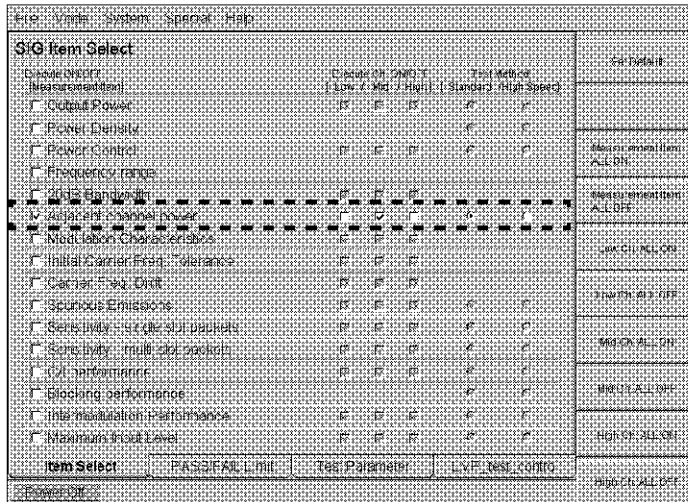 File Mode System Special Help
SIG Item Select
Execute ON/OFF
[Measurement Item]
Execute Ch. ON/OFF
[ Low / Mid / High]
Test Method
[ Standard /High Speed]
Output Power
Power Density
Power Control
Frequency range
20dB Bandwidth
Adjacent channel power
Modulation Characteristics
Initial Carrier Freq. Tolerance
Carrier Freq. Drift
Spurious Emissions
Sensitivity - single slot packets
Sensitivity - multi slot packets
C/I performance
Blocking performance
Intermodulation Performance
Maximum Input Level
Item Select
PASS/FAIL Limit
Test Parameter
Power Off
Set Default
Measurement Item
ALL ON
Measurement Item
ALL OFF
Low Ch. ALL ON
Low Ch. ALL OFF
Mid Ch. ALL ON
Mid Ch. ALL OFF
High Ch. ALL ON
High Ch. ALL OFF